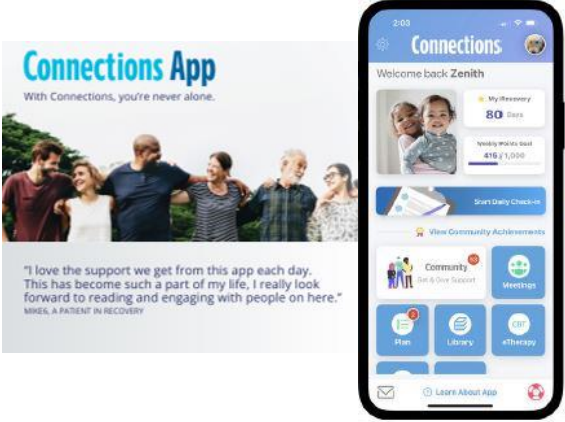 Connections App
With Connections, you're never alone.
"I love the support we get from this app each day.
This has become such a part of my life, I really look
forward to reading and engaging with people on here."
MIKE6, A PATIENT IN RECOVERY
2:03
Connections
Welcome back Zenith
My iRecovery
80 Days
Weekly Points Goal
415 / 1,000
Start Daily Check-in
View Community Achievements
Community
Get & Give Support
Meetings
2
Plan
Library
CBT
eTherapy
Learn About App